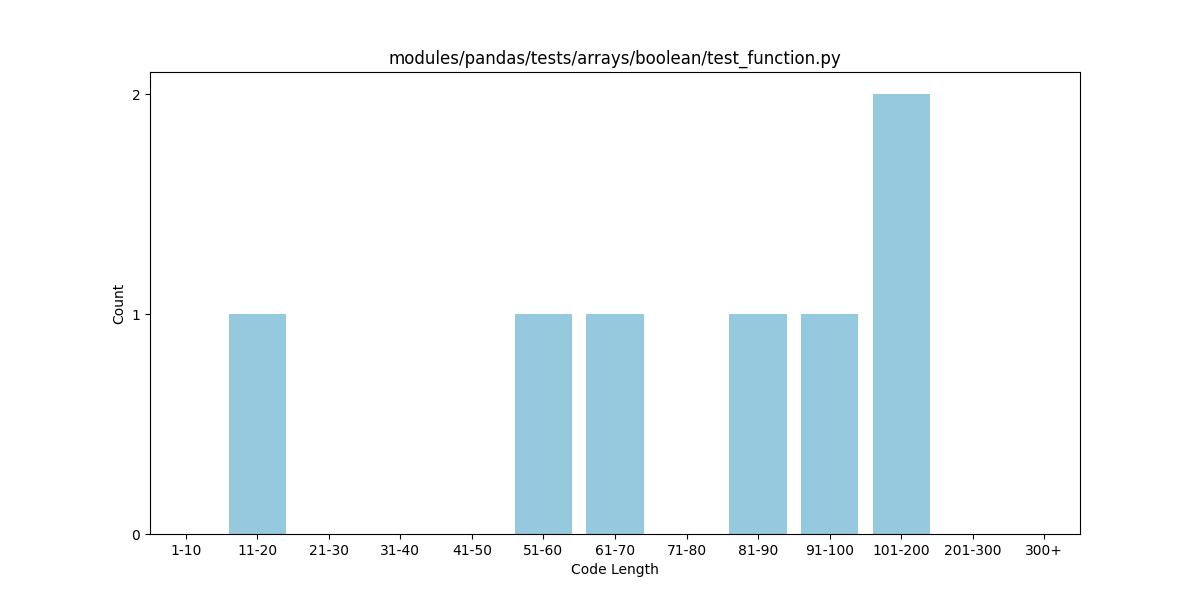 modules/pandas/tests/arrays/boolean/test_function.py
2
Count
1
0
1-10 11-20 21-30 31-40 41-50 51-60 61-70 71-80 81-90 91-100 101-200 201-300 300+
Code Length